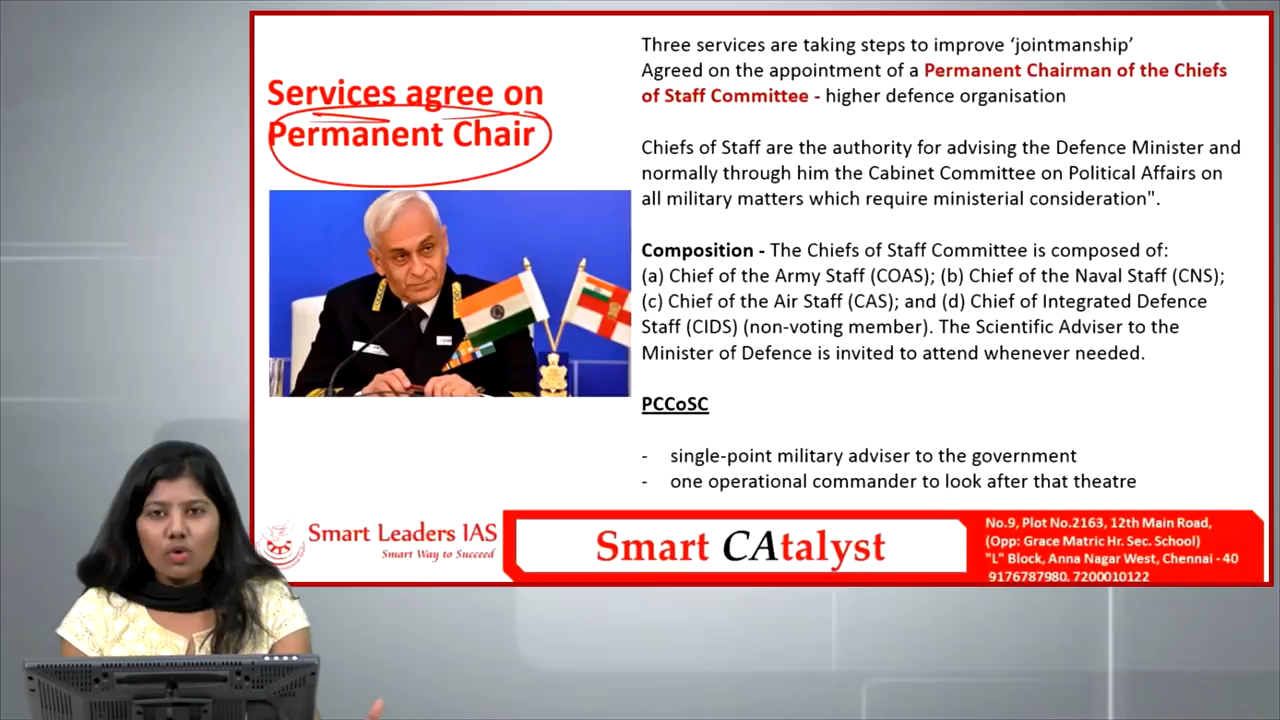 Services agree on
Permanent Chair
Three services are taking steps to improve ‘jointmanship’
Agreed on the appointment of a Permanent Chairman of the Chiefs
of Staff Committee - higher defence organisation
Chiefs of Staff are the authority for advising the Defence Minister and
normally through him the Cabinet Committee on Political Affairs on
all military matters which require ministerial consideration".
Composition - The Chiefs of Staff Committee is composed of:
(a) Chief of the Army Staff (COAS); (b) Chief of the Naval Staff (CNS);
(c) Chief of the Air Staff (CAS); and (d) Chief of Integrated Defence
Staff (CIDS) (non-voting member). The Scientific Adviser to the
Minister of Defence is invited to attend whenever needed.
PCCoSC
- single-point military adviser to the government
- one operational commander to look after that theatre
Smart Leaders IAS
Smart Way to Succeed
Smart CAtalyst
No.9, Plot No.2163, 12th Main Road,
(Opp: Grace Matric Hr. Sec. School)
"L" Block, Anna Nagar West, Chennai - 40
9176787980, 7200010122